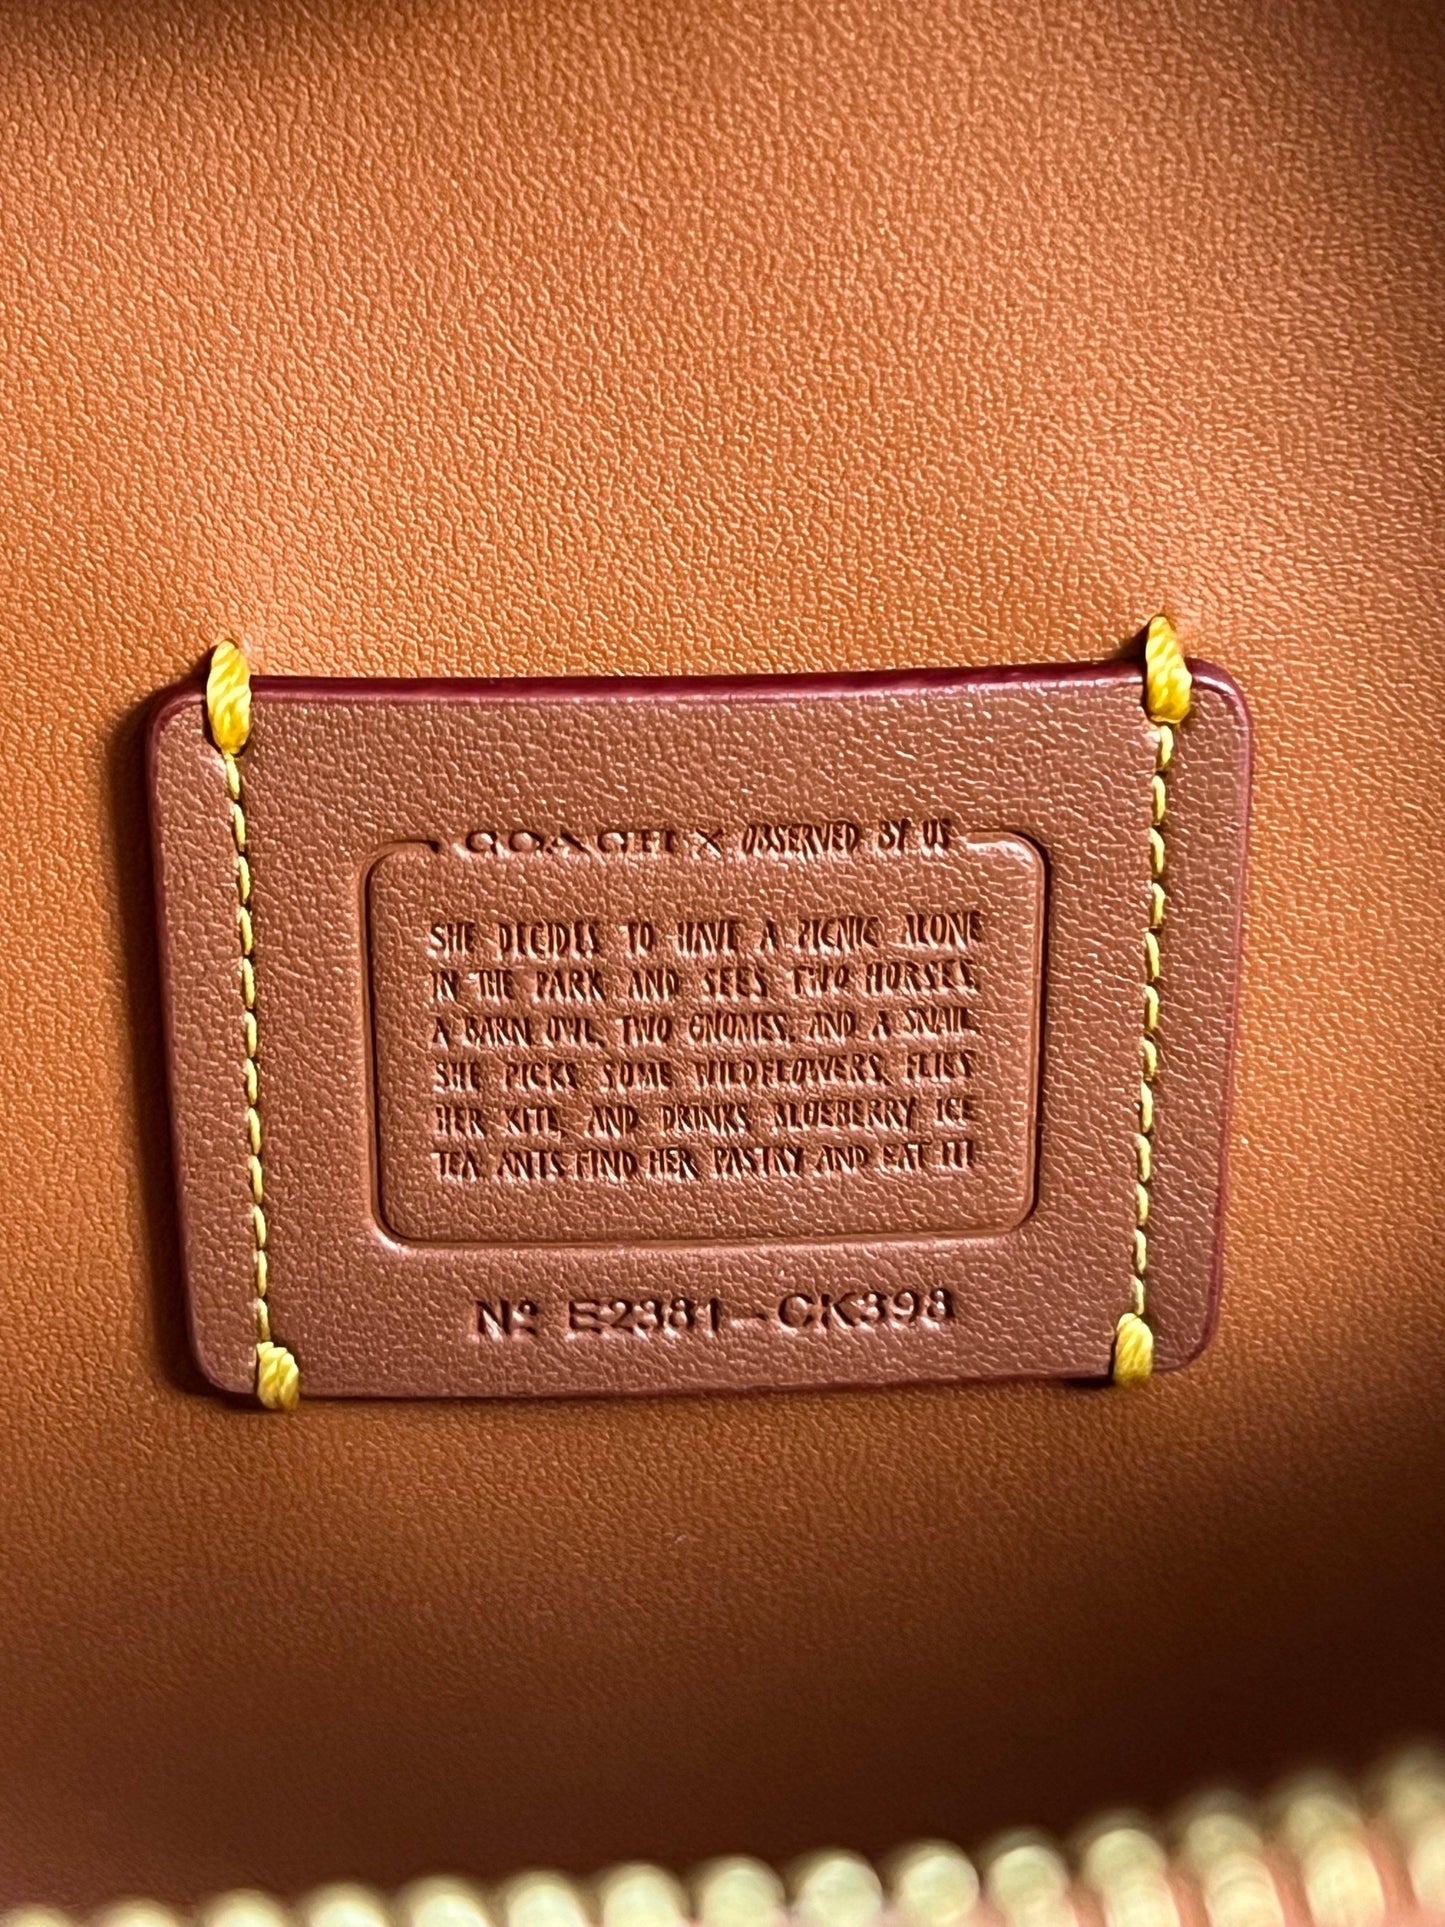 COACH X OBSERVED BY US
SHE DECIDES TO HAVE A PICNIC ALONE
IN THE PARK AND SEES TWO HORSES,
A BARN OWL, TWO GNOMES, AND A SNAIL.
SHE PICKS SOME WILDFLOWERS, FLIES
HER KITE, AND DRINKS BLUEBERRY ICE
TEA. ANTS FIND HER PASTRY AND EAT IT!
Nº E2381-CK398